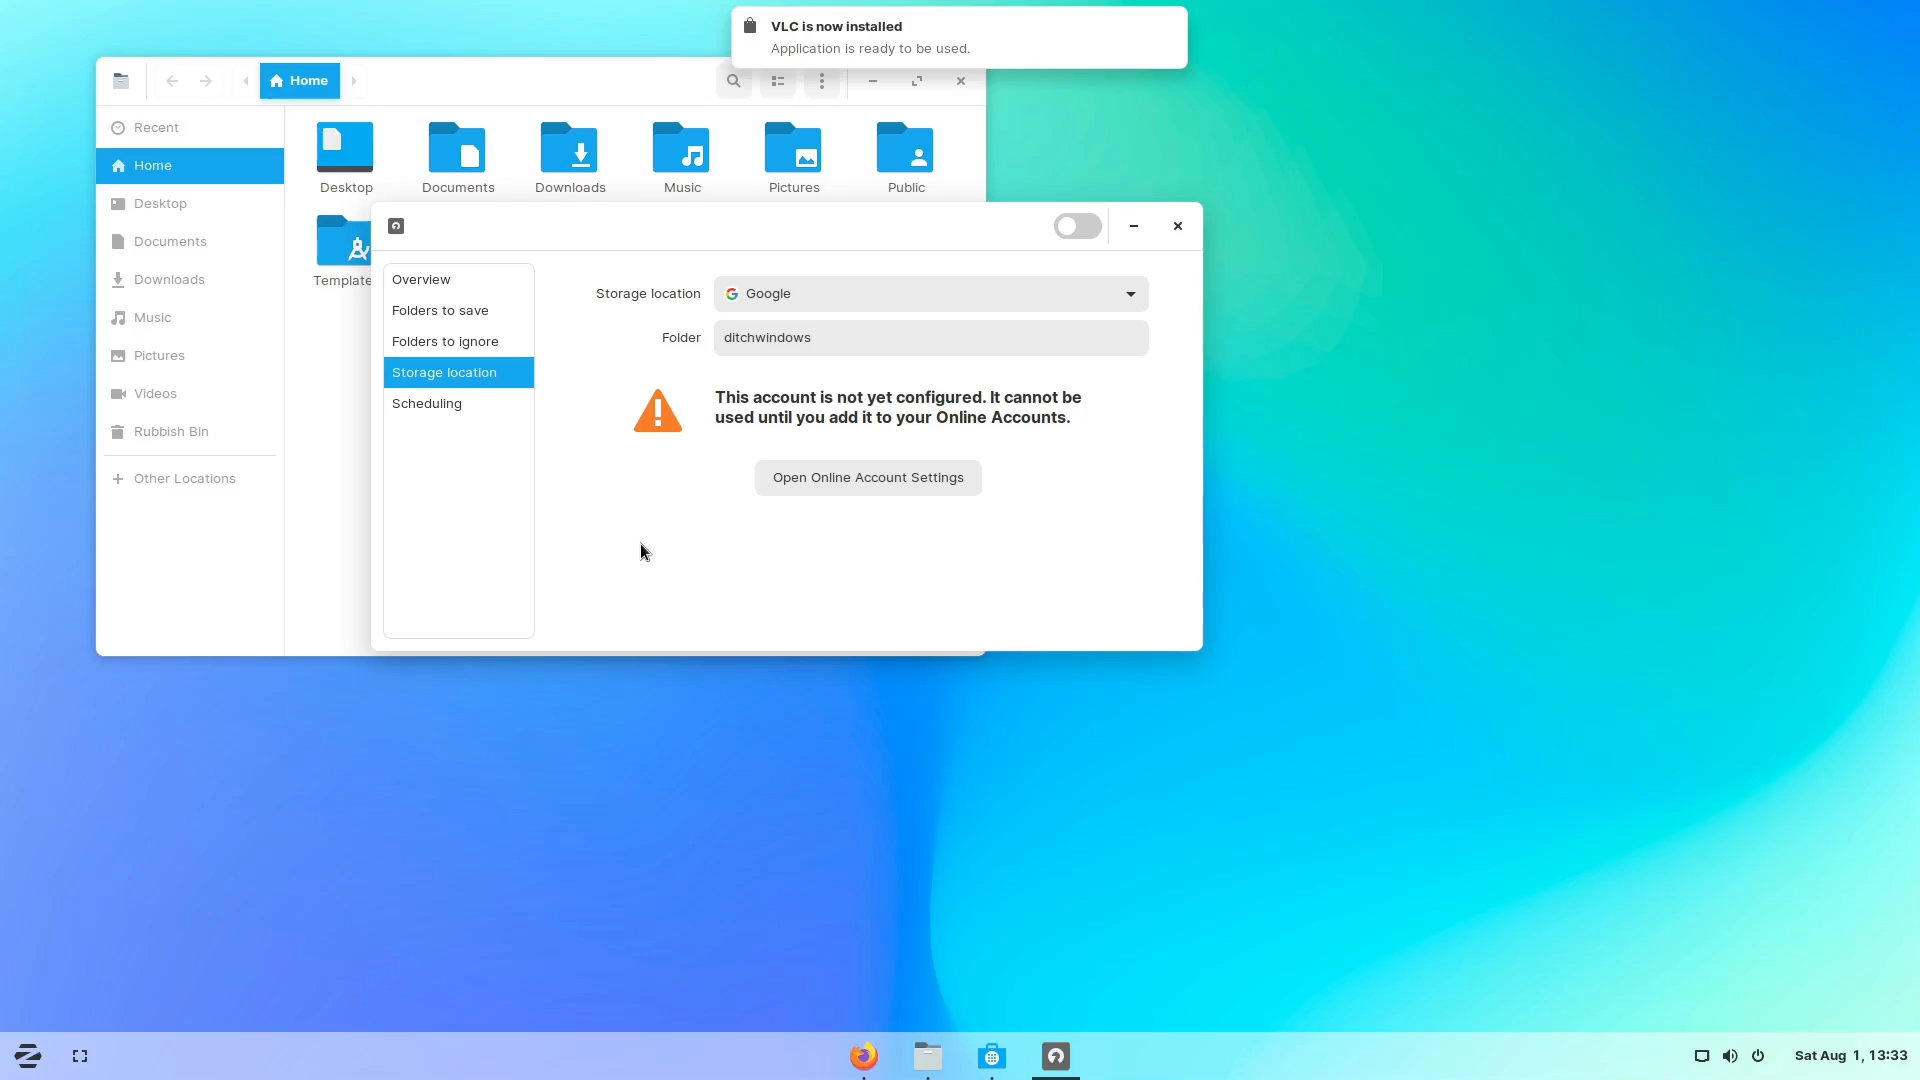 VLC is now installed
Application is ready to be used.
Home
Recent
Home
Desktop
Documents
Downloads
Music
Pictures
Videos
Rubbish Bin
Other Locations
Desktop
Documents
Downloads
Music
Pictures
Public
Template
Overview
Folders to save
Folders to ignore
Storage location
Scheduling
Storage location
Google
Folder
ditchwindows
This account is not yet configured. It cannot be
used until you add it to your Online Accounts.
Open Online Account Settings
Sat Aug 1, 13:33